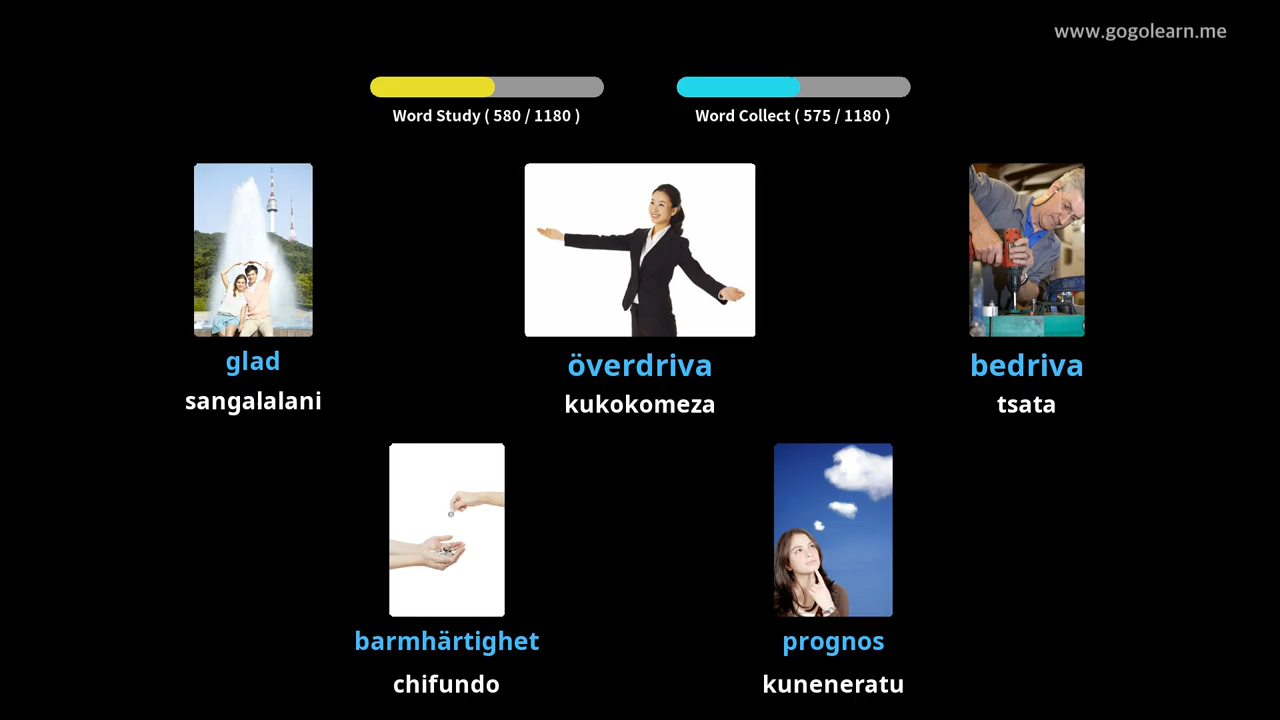 www.gogolearn.me
Word Study ( 580 / 1180 )
Word Collect ( 575 / 1180 )
glad
sangalalani
överdriva
kukokomeza
bedriva
tsata
barmhärtighet
chifundo
prognos
kuneneratu